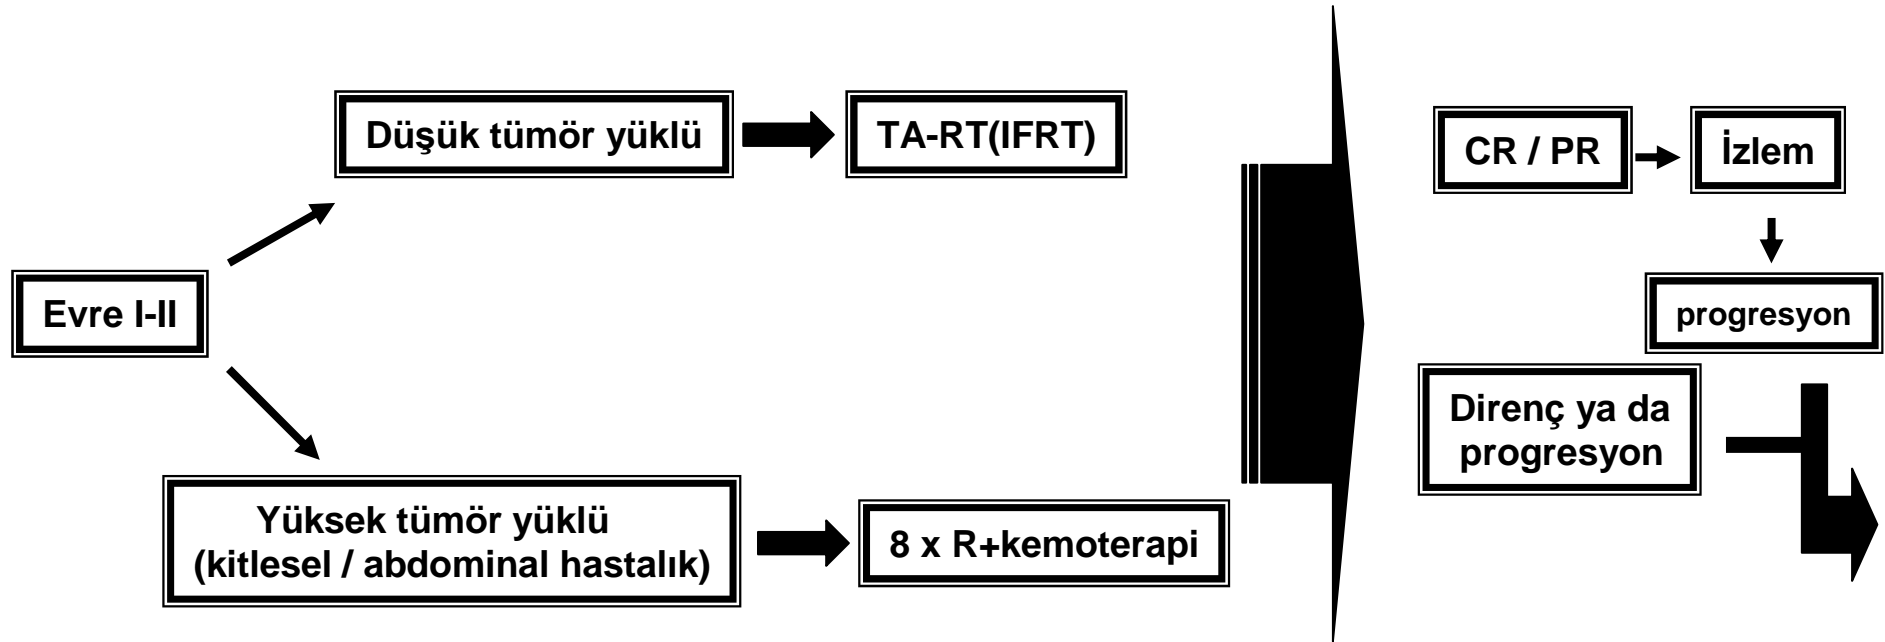 Evre I-II
Düşük tümör yüklü
TA-RT(IFRT)
Yüksek tümör yüklü
(kitlesel / abdominal hastalık)
8 x R+kemoterapi
CR / PR
İzlem
progresyon
Direnç ya da
progresyon